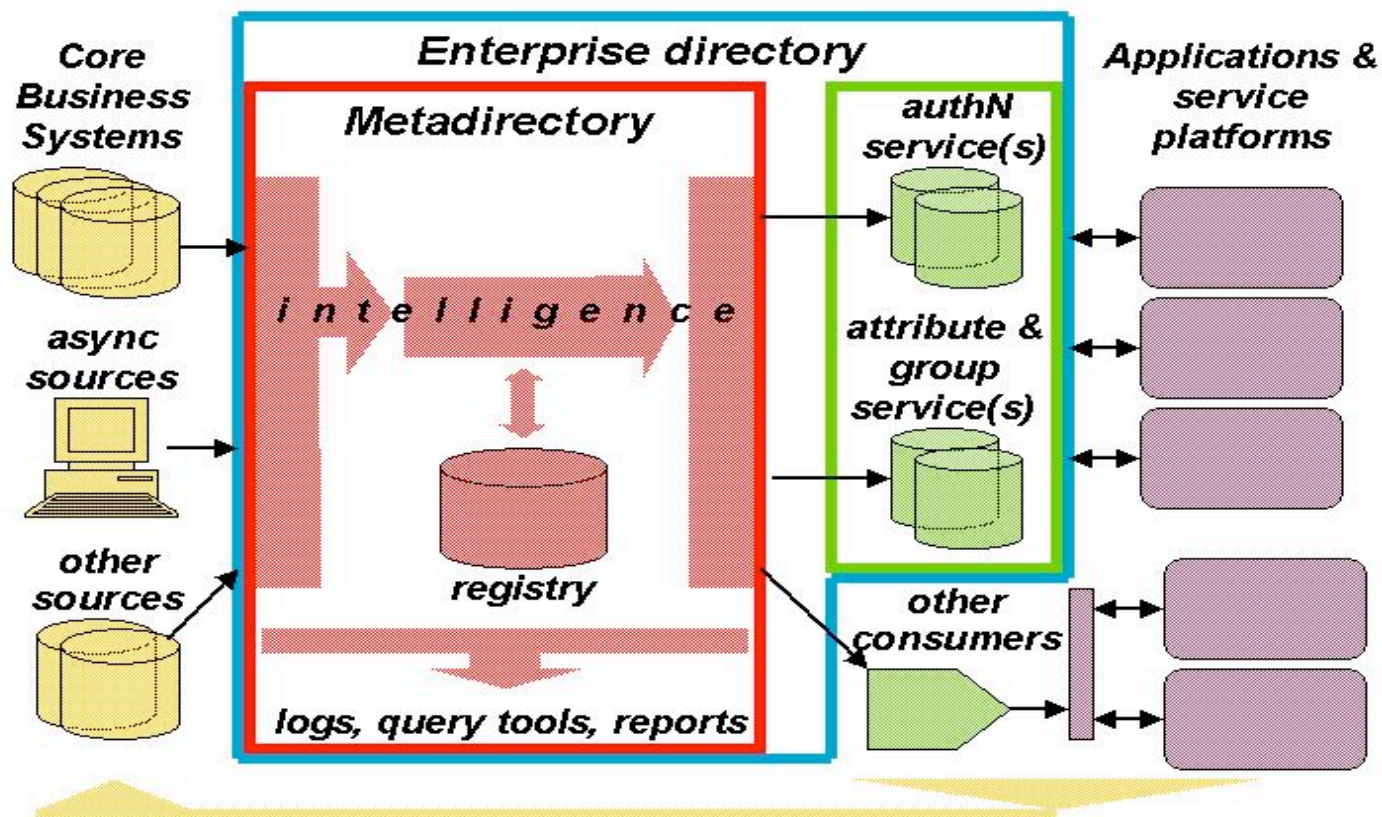 Enterprise directory
Core
Business
Systems
Applications &
service
platforms
Metadirectory
authN
service(s)
intelligence
async
sources
attribute &
group
service(s)
registry
other
sources
other
consumers
logs, query tools, reports